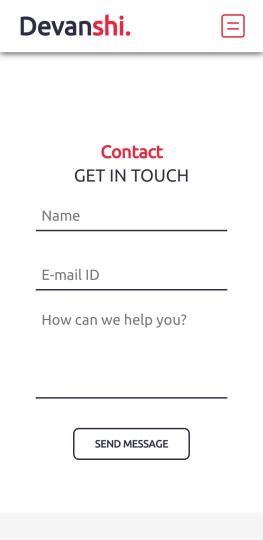 Devanshi.
Contact
GET IN TOUCH
Name
E-mail ID
How can we help you?
SEND MESSAGE